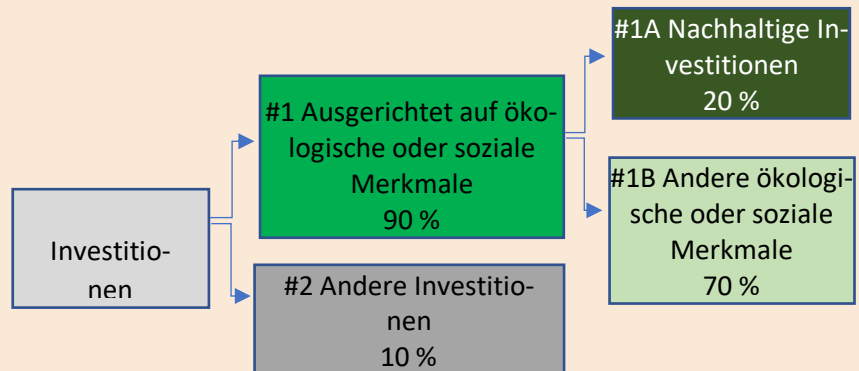 Investitio-
nen
#1 Ausgerichtet auf öko-
logische oder soziale
Merkmale
90 %
#2 Andere Investitio-
nen
10 %
#1A Nachhaltige In-
vestitionen
20 %
#1B Andere ökologi-
sche oder soziale
Merkmale
70 %